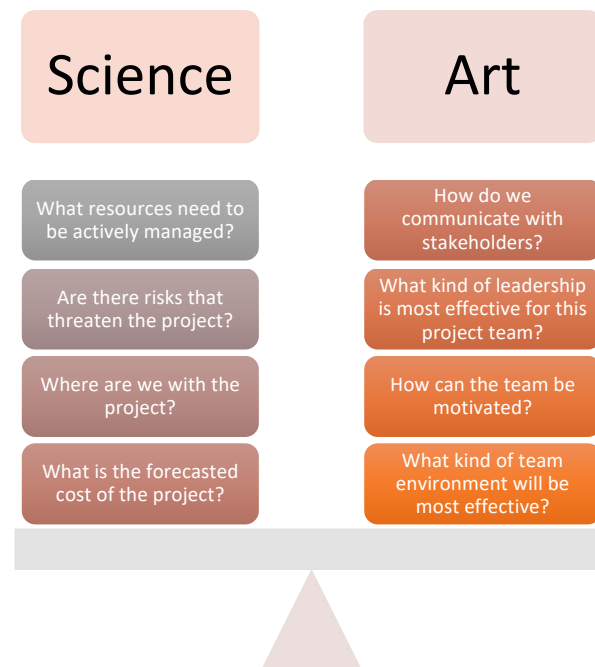 Science
Art
What resources need to
be actively managed?
Are there risks that
threaten the project?
Where are we with the
project?
What is the forecasted
cost of the project?
How do we
communicate with
stakeholders?
What kind of leadership
is most effective for this
project team?
How can the team be
motivated?
What kind of team
environment will be
most effective?